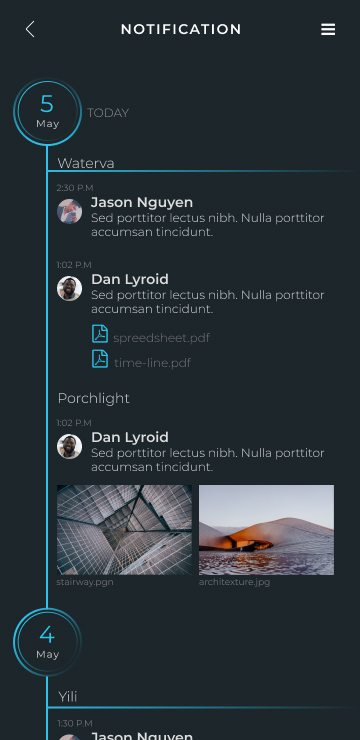 NOTIFICATION
5
May
TODAY
Waterva
2:30 P.M
Jason Nguyen
Sed porttitor lectus nibh. Nulla porttitor
accumsan tincidunt.
1:02 P.M
Dan Lyroid
Sed porttitor lectus nibh. Nulla porttitor
accumsan tincidunt.
spreedsheet.pdf
time-line.pdf
Porchlight
1:02 P.M
Dan Lyroid
Sed porttitor lectus nibh. Nulla porttitor
accumsan tincidunt.
stairway.pgn
architexture.jpg
4
May
Yili
1:30 P.M
Jason Nguyen